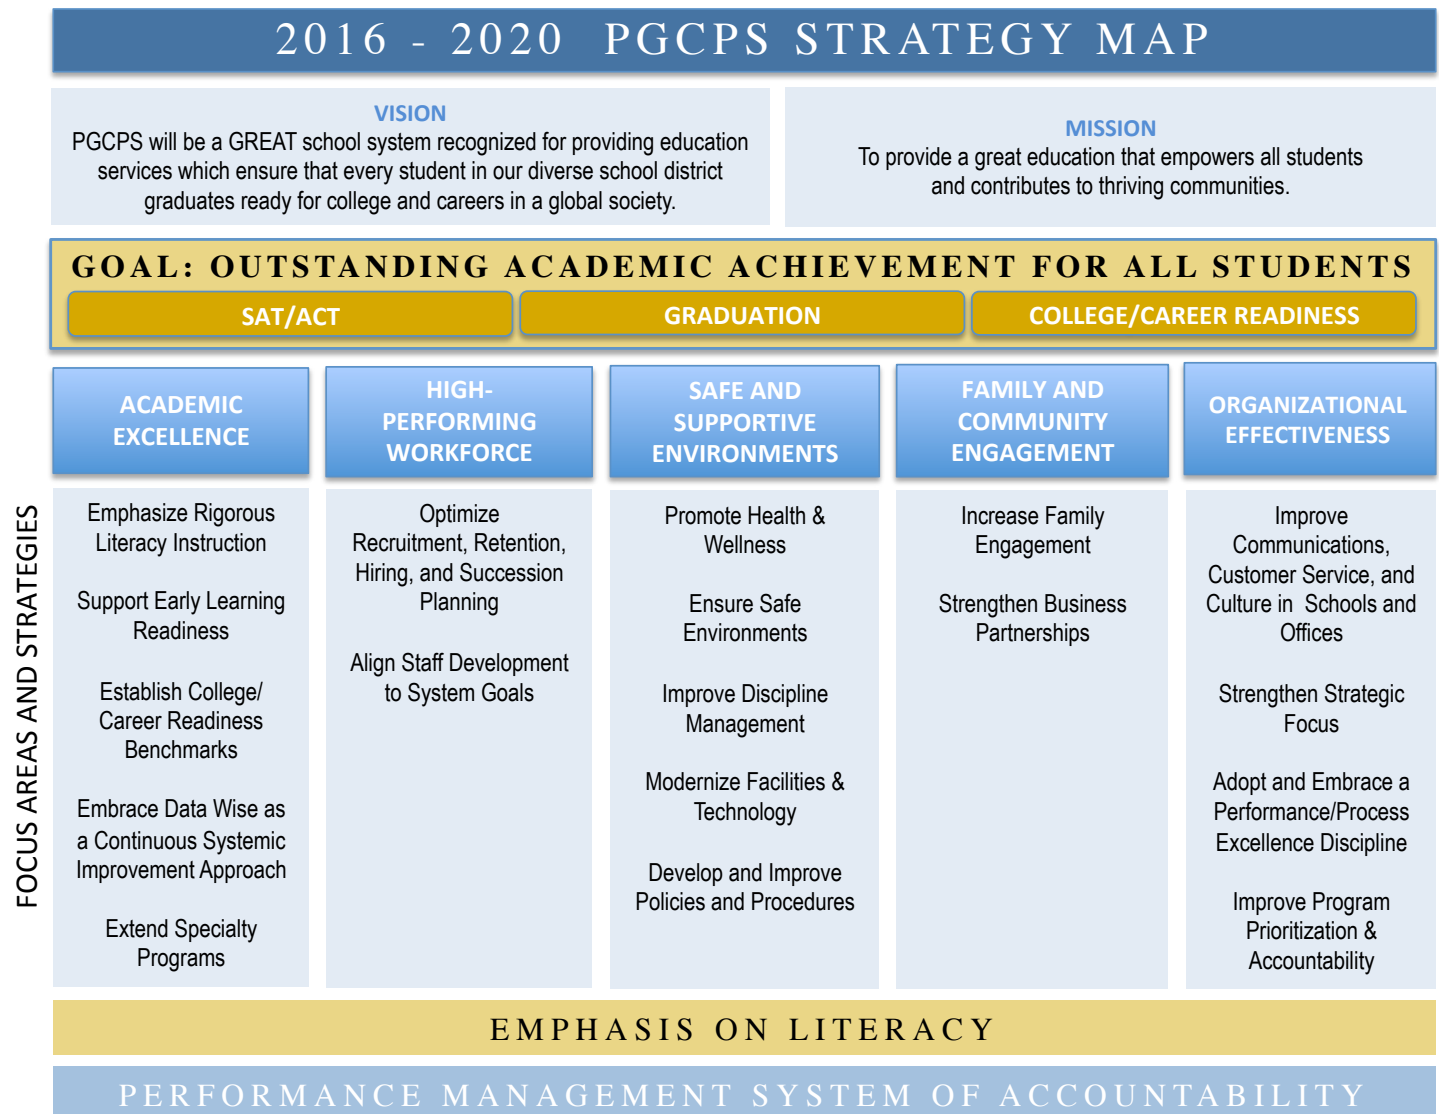 2016 - 2020 PGCPS STRATEGY MAP
VISION
PGCPS will be a GREAT school system recognized for providing education
services which ensure that every student in our diverse school district
graduates ready for college and careers in a global society.
MISSION
To provide a great education that empowers all students
and contributes to thriving communities.
GOAL: OUTSTANDING ACADEMIC ACHIEVEMENT FOR ALL STUDENTS
SAT/ACT
GRADUATION
COLLEGE/CAREER READINESS
FOCUS AREAS AND STRATEGIES
ACADEMIC
EXCELLENCE
Emphasize Rigorous
Literacy Instruction
Support Early Learning
Readiness
Establish College/
Career Readiness
Benchmarks
Embrace Data Wise as
a Continuous Systemic
Improvement Approach
Extend Specialty
Programs
HIGH-
PERFORMING
WORKFORCE
Optimize
Recruitment, Retention,
Hiring, and Succession
Planning
Align Staff Development
to System Goals
SAFE AND
SUPPORTIVE
ENVIRONMENTS
Promote Health &
Wellness
Ensure Safe
Environments
Improve Discipline
Management
Modernize Facilities &
Technology
Develop and Improve
Policies and Procedures
FAMILY AND
COMMUNITY
ENGAGEMENT
Increase Family
Engagement
Strengthen Business
Partnerships
ORGANIZATIONAL
EFFECTIVENESS
Improve
Communications,
Customer Service, and
Culture in Schools and
Offices
Strengthen Strategic
Focus
Adopt and Embrace a
Performance/Process
Excellence Discipline
Improve Program
Prioritization &
Accountability
EMPHASIS ON LITERACY
PERFORMANCE MANAGEMENT SYSTEM OF ACCOUNTABILITY